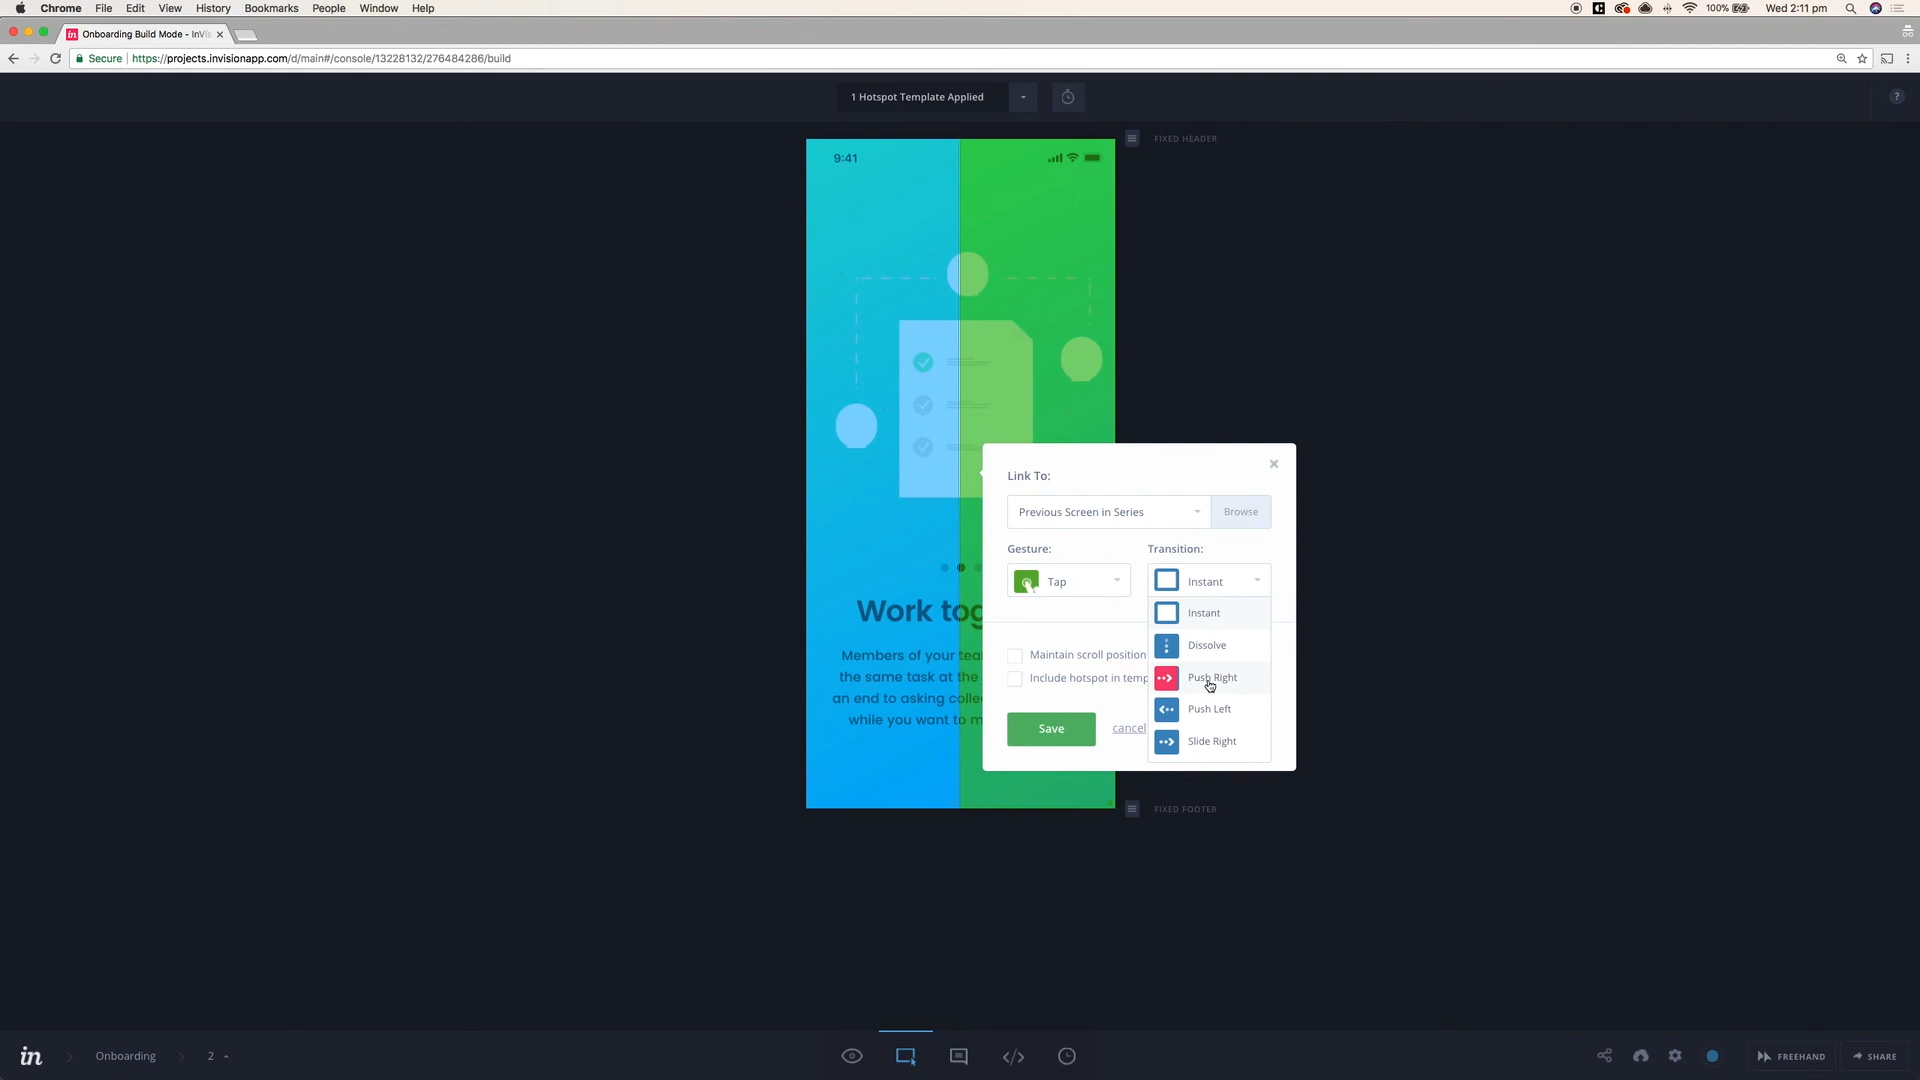 Chrome File Edit View History Bookmarks People Window Help 100% Wed 2:11 pm
Onboarding Build Mode - InVis
Secure https://projects.invisionapp.com/d/main#/console/13228132/276484286/build
1 Hotspot Template Applied
?
FIXED HEADER
9:41
Link To:
Previous Screen in Series Browse
Gesture: Transition:
Tap Instant
Instant
Dissolve
Push Right
Push Left
Slide Right
Maintain scroll position
Include hotspot in temp
Save cancel
Work tog
Members of your tea
the same task at the
an end to asking colle
while you want to m
FIXED FOOTER
in Onboarding 2 FREEHAND SHARE